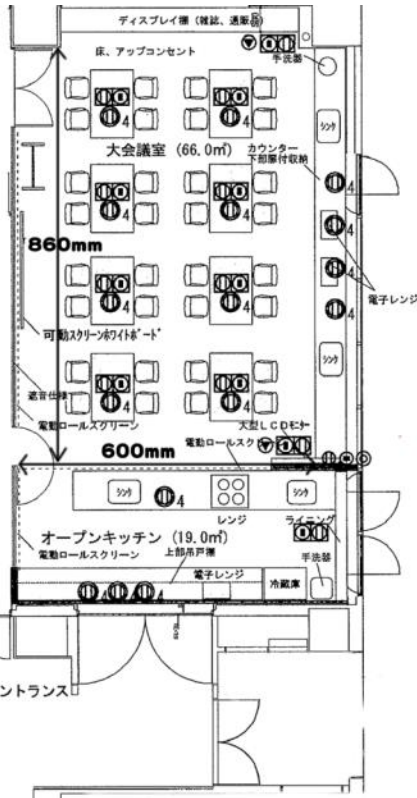 ディスプレイ棚（雑誌、通販品）
床、アップコンセント
手洗器
シンク
4
4
大会議室（66.0㎡）
カウンター
下部扉付収納
4
4
4
4
860mm
4
4
4
4
電子レンジ
可動スクリーンホワイトボード
シンク
遮音仕様
4
4
電動ロールスクリーン
大型LCDモニター
600mm
電動ロールスクリーン
シンク
4
シンク
レンジ
ライニング
オープンキッチン（19.0㎡）
電動ロールスクリーン
上部吊戸棚
手洗器
電子レンジ
冷蔵庫
4
4
4
ントランス